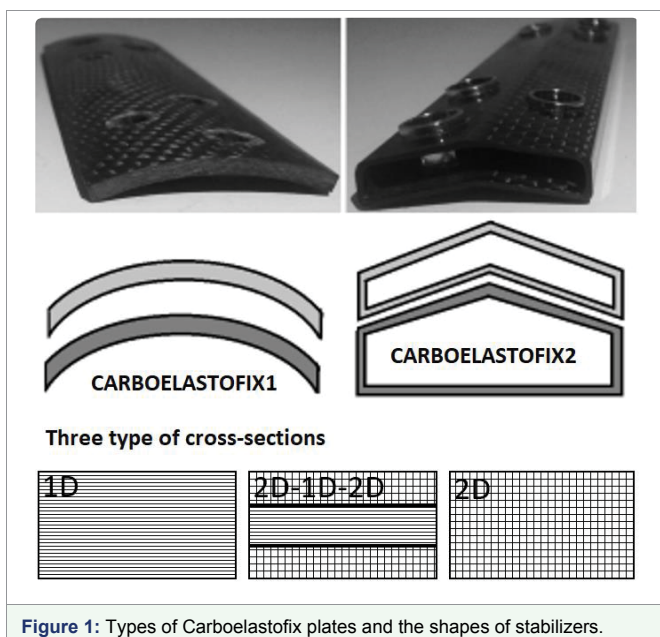 CARBOELASTOFIX1
CARBOELASTOFIX2
Three type of cross-sections
1D
2D-1D-2D
2D
Figure 1: Types of Carboelastofix plates and the shapes of stabilizers.